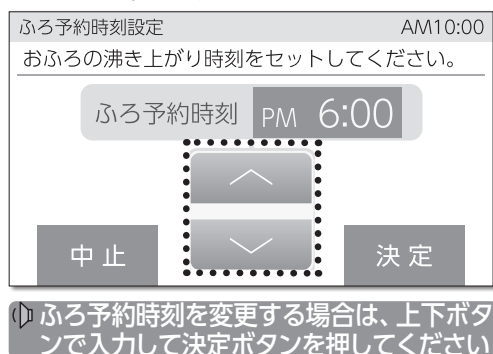 ふろ予約時刻設定 AM10:00
おふろの沸き上がり時刻をセットしてください。
ふろ予約時刻 PM 6:00
中止 決定
ふろ予約時刻を変更する場合は、上下ボタ
ンで入力して決定ボタンを押してください